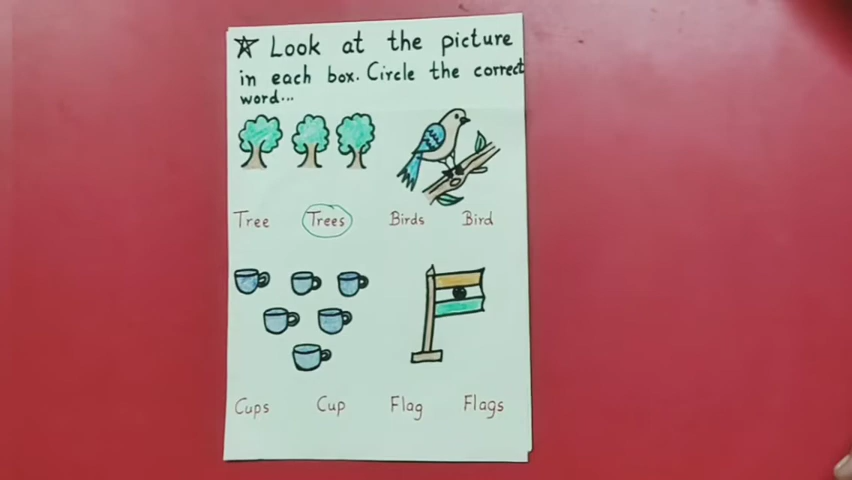 Look at the picture
in each box. Circle the correct
word...
Tree Trees Birds Bird
Cups Cup Flag Flags